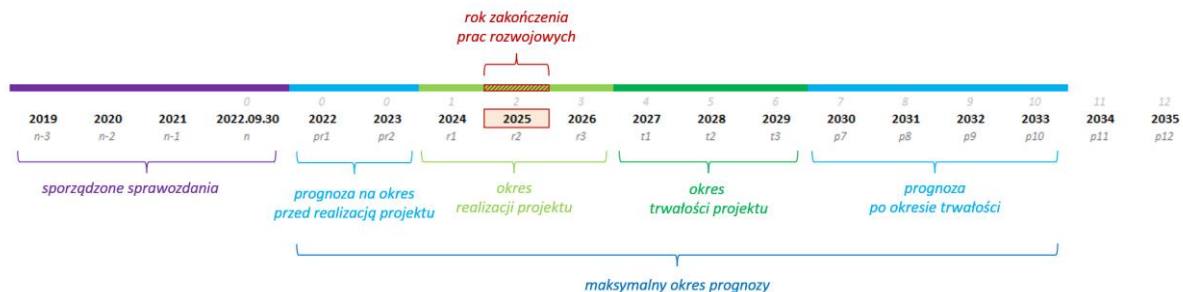 rok zakończenia
prac rozwojowych
0 0 0 1 2 3 4 5 6 7 8 9 10 11 12
2019 2020 2021 2022.09.30 2022 2023 2024 2025 2026 2027 2028 2029 2030 2031 2032 2033 2034 2035
n-3 n-2 n-1 n pr1 pr2 r1 r2 r3 t1 t2 t3 p7 p8 p9 p10 p11 p12
sporządzone sprawozdania
prognoza na okres
przed realizacją projektu
okres
realizacji projektu
okres
trwałości projektu
prognoza
po okresie trwałości
maksymalny okres prognozy